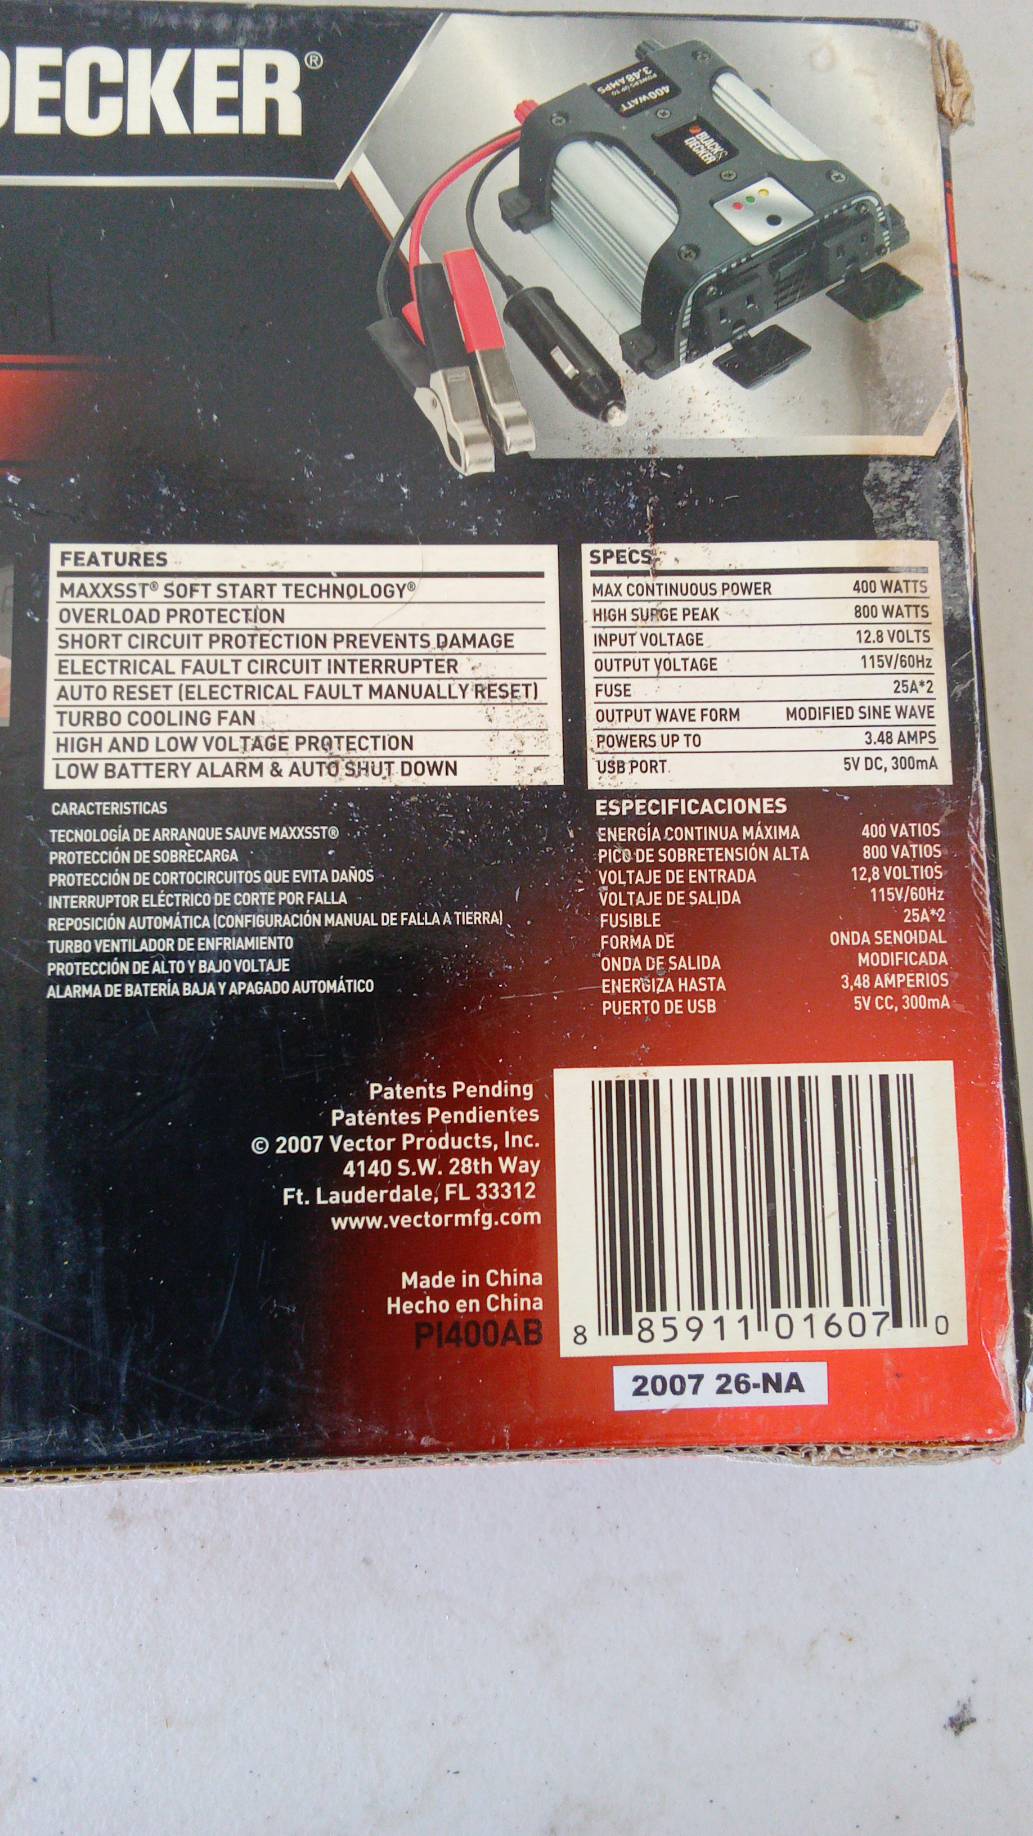 DECKER®
400 WATT
POWERS UP TO
3.48 AMPS
BLACK&
DECKER
FEATURES
MAXXSST® SOFT START TECHNOLOGY®
OVERLOAD PROTECTION
SHORT CIRCUIT PROTECTION PREVENTS DAMAGE
ELECTRICAL FAULT CIRCUIT INTERRUPTER
AUTO RESET (ELECTRICAL FAULT MANUALLY RESET)
TURBO COOLING FAN
HIGH AND LOW VOLTAGE PROTECTION
LOW BATTERY ALARM & AUTO SHUT DOWN
SPECS
MAX CONTINUOUS POWER 400 WATTS
HIGH SURGE PEAK 800 WATTS
INPUT VOLTAGE 12.8 VOLTS
OUTPUT VOLTAGE 115V/60Hz
FUSE 25A*2
OUTPUT WAVE FORM MODIFIED SINE WAVE
POWERS UP TO 3.48 AMPS
USB PORT 5V DC, 300mA
CARACTERISTICAS
TECNOLOGÍA DE ARRANQUE SAUVE MAXXSST®
PROTECCIÓN DE SOBRECARGA
PROTECCIÓN DE CORTOCIRCUITOS QUE EVITA DAÑOS
INTERRUPTOR ELÉCTRICO DE CORTE POR FALLA
REPOSICIÓN AUTOMÁTICA (CONFIGURACIÓN MANUAL DE FALLA A TIERRA)
TURBO VENTILADOR DE ENFRIAMIENTO
PROTECCIÓN DE ALTO Y BAJO VOLTAJE
ALARMA DE BATERÍA BAJA Y APAGADO AUTOMÁTICO
ESPECIFICACIONES
ENERGÍA CONTINUA MÁXIMA 400 VATIOS
PICO DE SOBRETENSIÓN ALTA 800 VATIOS
VOLTAJE DE ENTRADA 12,8 VOLTIOS
VOLTAJE DE SALIDA 115V/60Hz
FUSIBLE 25A*2
FORMA DE ONDA SENOIDAL
ONDA DE SALIDA MODIFICADA
ENERGIZA HASTA 3,48 AMPERIOS
PUERTO DE USB 5V CC, 300mA
Patents Pending
Patentes Pendientes
© 2007 Vector Products, Inc.
4140 S.W. 28th Way
Ft. Lauderdale, FL 33312
www.vectormfg.com
Made in China
Hecho en China
PI400AB
8 85911 01607 0
2007 26-NA